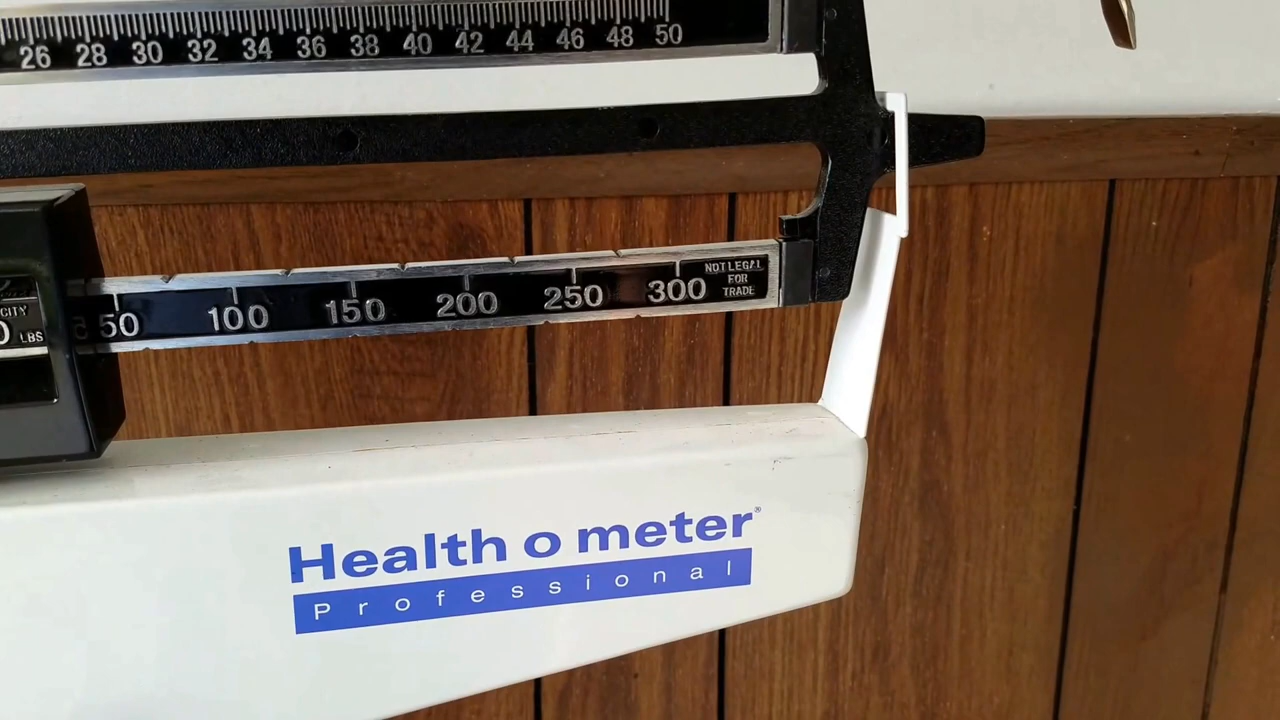 26 28 30 32 34 36 38 40 42 44 46 48 50
50 100 150 200 250 300
NOT LEGAL
FOR
TRADE
LBS
Health o meter®
Professional